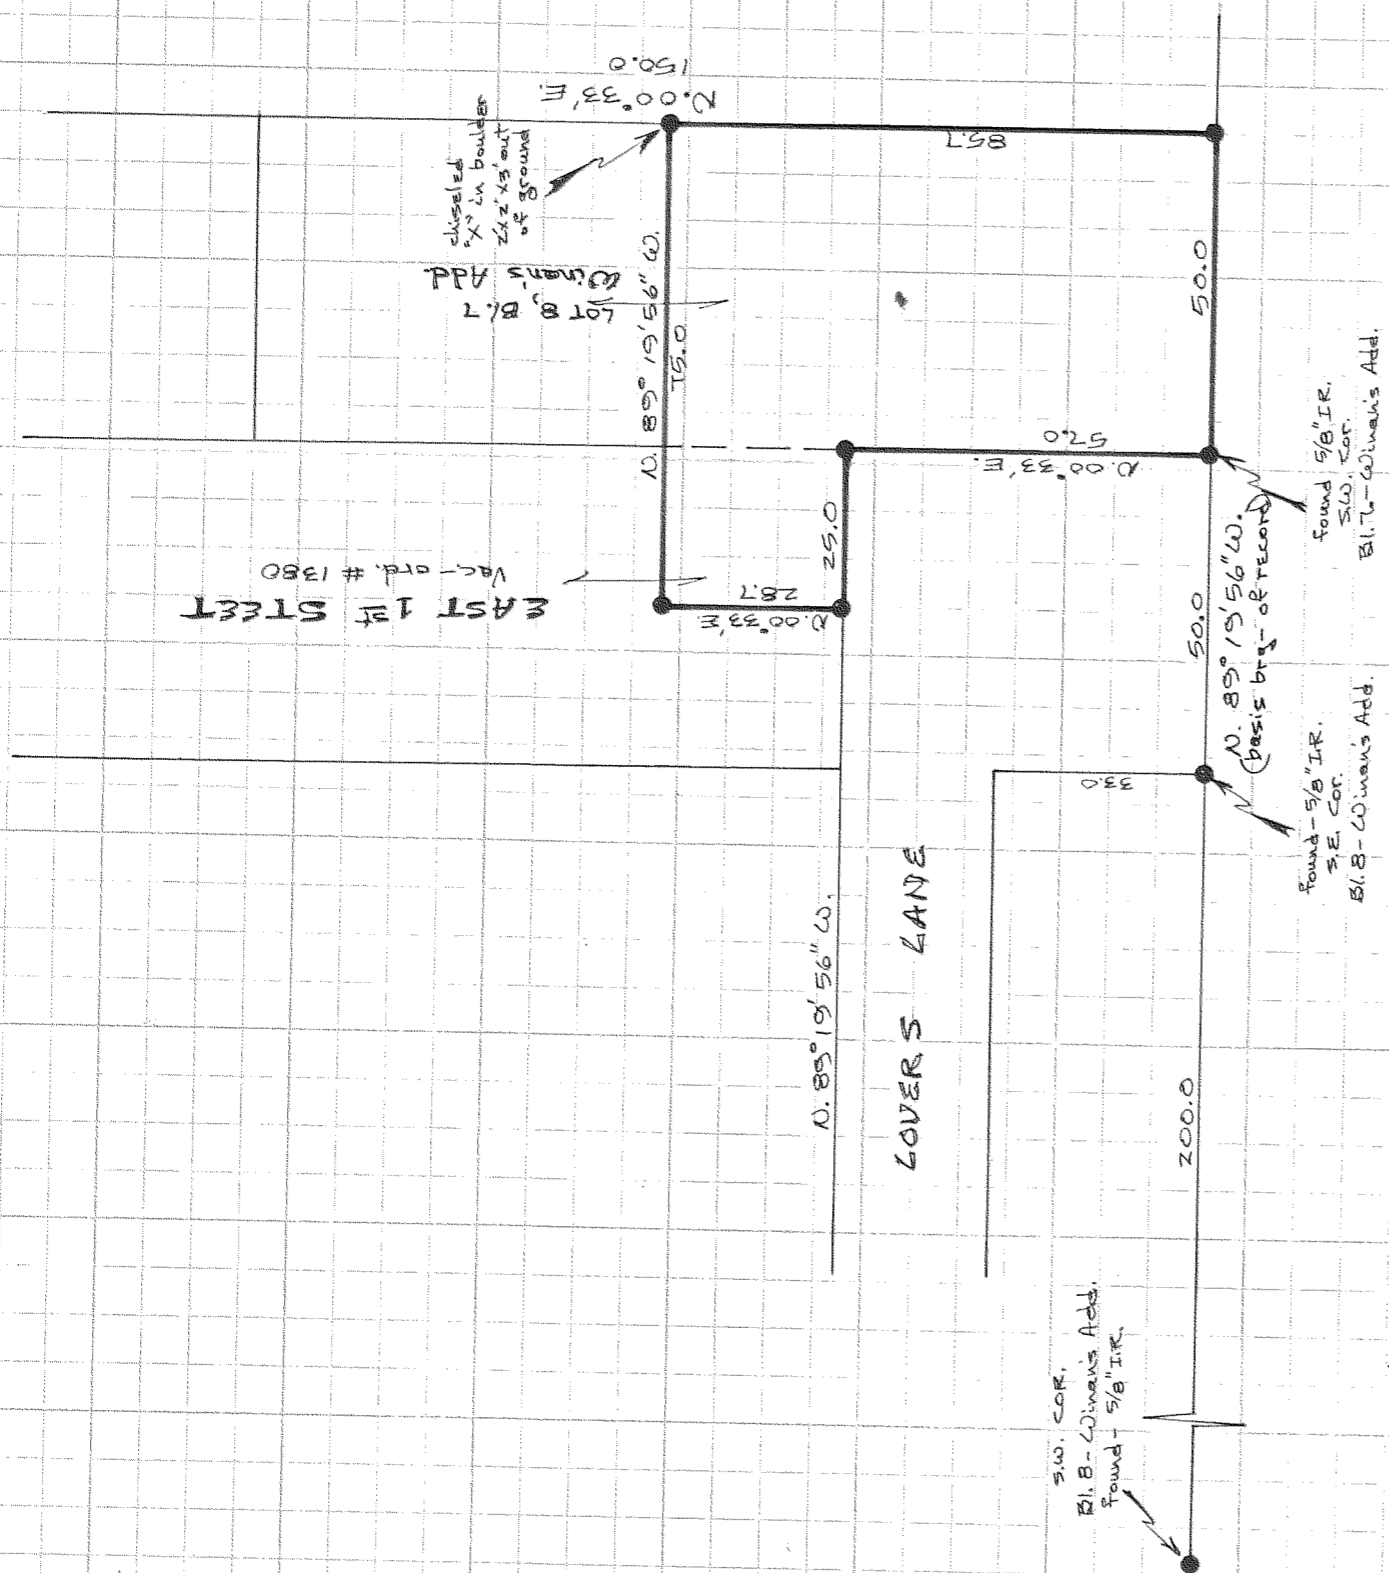 N.00°33'E.
150.0
chiseled
"X" in boulder
2'x2'x3' out
of ground
LOT 8, Bl.7
Winan's Add.
N. 89° 19' 56" W.
75.0
85.7
50.0
57.0
N.00°33'E.
25.0
28.7
N.00°33'E
EAST 1st STEET
Vac.-ord. # 1380
found 5/8" I.R.
S.W. Cor.
Bl.7-Winan's Add.
50.0
N. 89° 19' 56" W.
(basis brg - of record)
found-5/8" I.R.
S.E. Cor.
Bl.8-Winan's Add.
33.0
N. 89° 19' 56" W.
LOVERS LANE
200.0
S.W. COR.
Bl.8-Winan's Add.
found- 5/8" I.R.